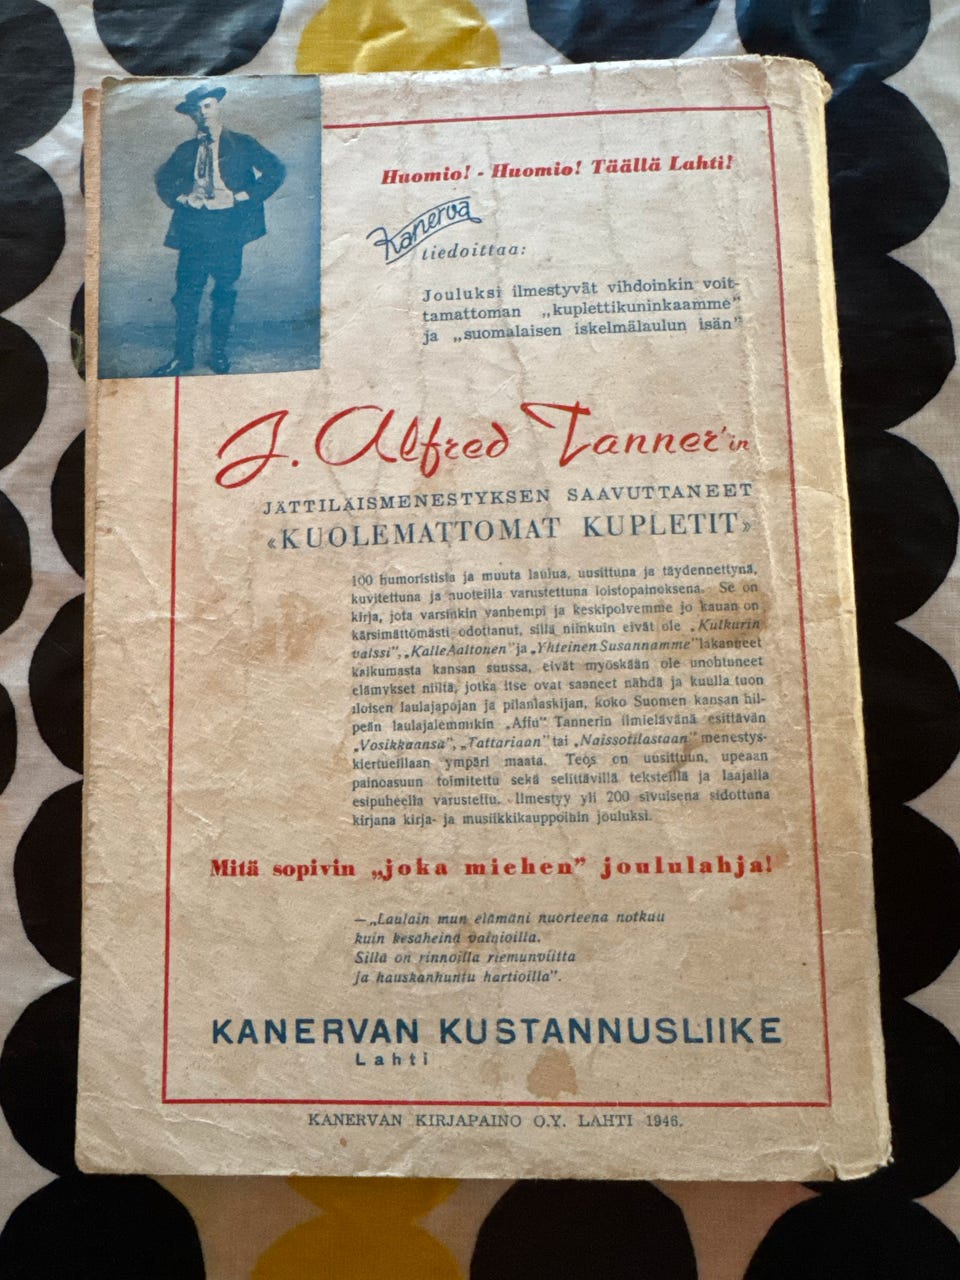 Huomio! - Huomio! Täällä Lahti!
Kanerva
tiedoittaa:
Jouluksi ilmestyvät vihdoinkin voit-
tamattoman „kuplettikuninkaamme”
ja „suomalaisen iskelmälaulun isän”
J. Alfred Tanner'in
JÄTTILÄISMENESTYKSEN SAAVUTTANEET
«KUOLEMATTOMAT KUPLETIT»
100 humoristista ja muuta laulua, uusittuna ja täydennettynä,
kuvitettuna ja nuoteilla varustettuna loistopainoksena. Se on
kirja, jota varsinkin vanhempi ja keskipolvemme jo kauan on
kärsimättömästi odottanut, sillä niinkuin eivät ole „Kulkurin
valssi”, „Kalle Aaltonen” ja „Yhteinen Susannamme” lakanneet
kaikumasta kansan suussa, eivät myöskään ole unohtuneet
elämykset niiltä, jotka itse ovat saaneet nähdä ja kuulla tuon
iloisen laulajapojan ja pilanlaskijan, koko Suomen kansan hil-
peän laulajalemmikin „Affu” Tannerin ilmielävänä esittävän
„Vosikkaansa”, „Tattariaan” tai „Naissotilastaan” menestys-
kiertueillaan ympäri maata. Teos on uusittuun, upeaan
painoasuun toimitettu sekä selittävillä teksteillä ja laajalla
esipuheella varustettu. Ilmestyy yli 200 sivuisena sidottuna
kirjana kirja- ja musiikkikauppoihin jouluksi.
Mitä sopivin „joka miehen” joululahja!
—„Laulain mun elämäni nuorteena notkuu
kuin kesäheinä vainioilla.
Sillä on rinnoilla riemunviitta
ja hauskanhuntu hartioilla”.
KANERVAN KUSTANNUSLIIKE
Lahti
KANERVAN KIRJAPAINO O.Y. LAHTI 1946.